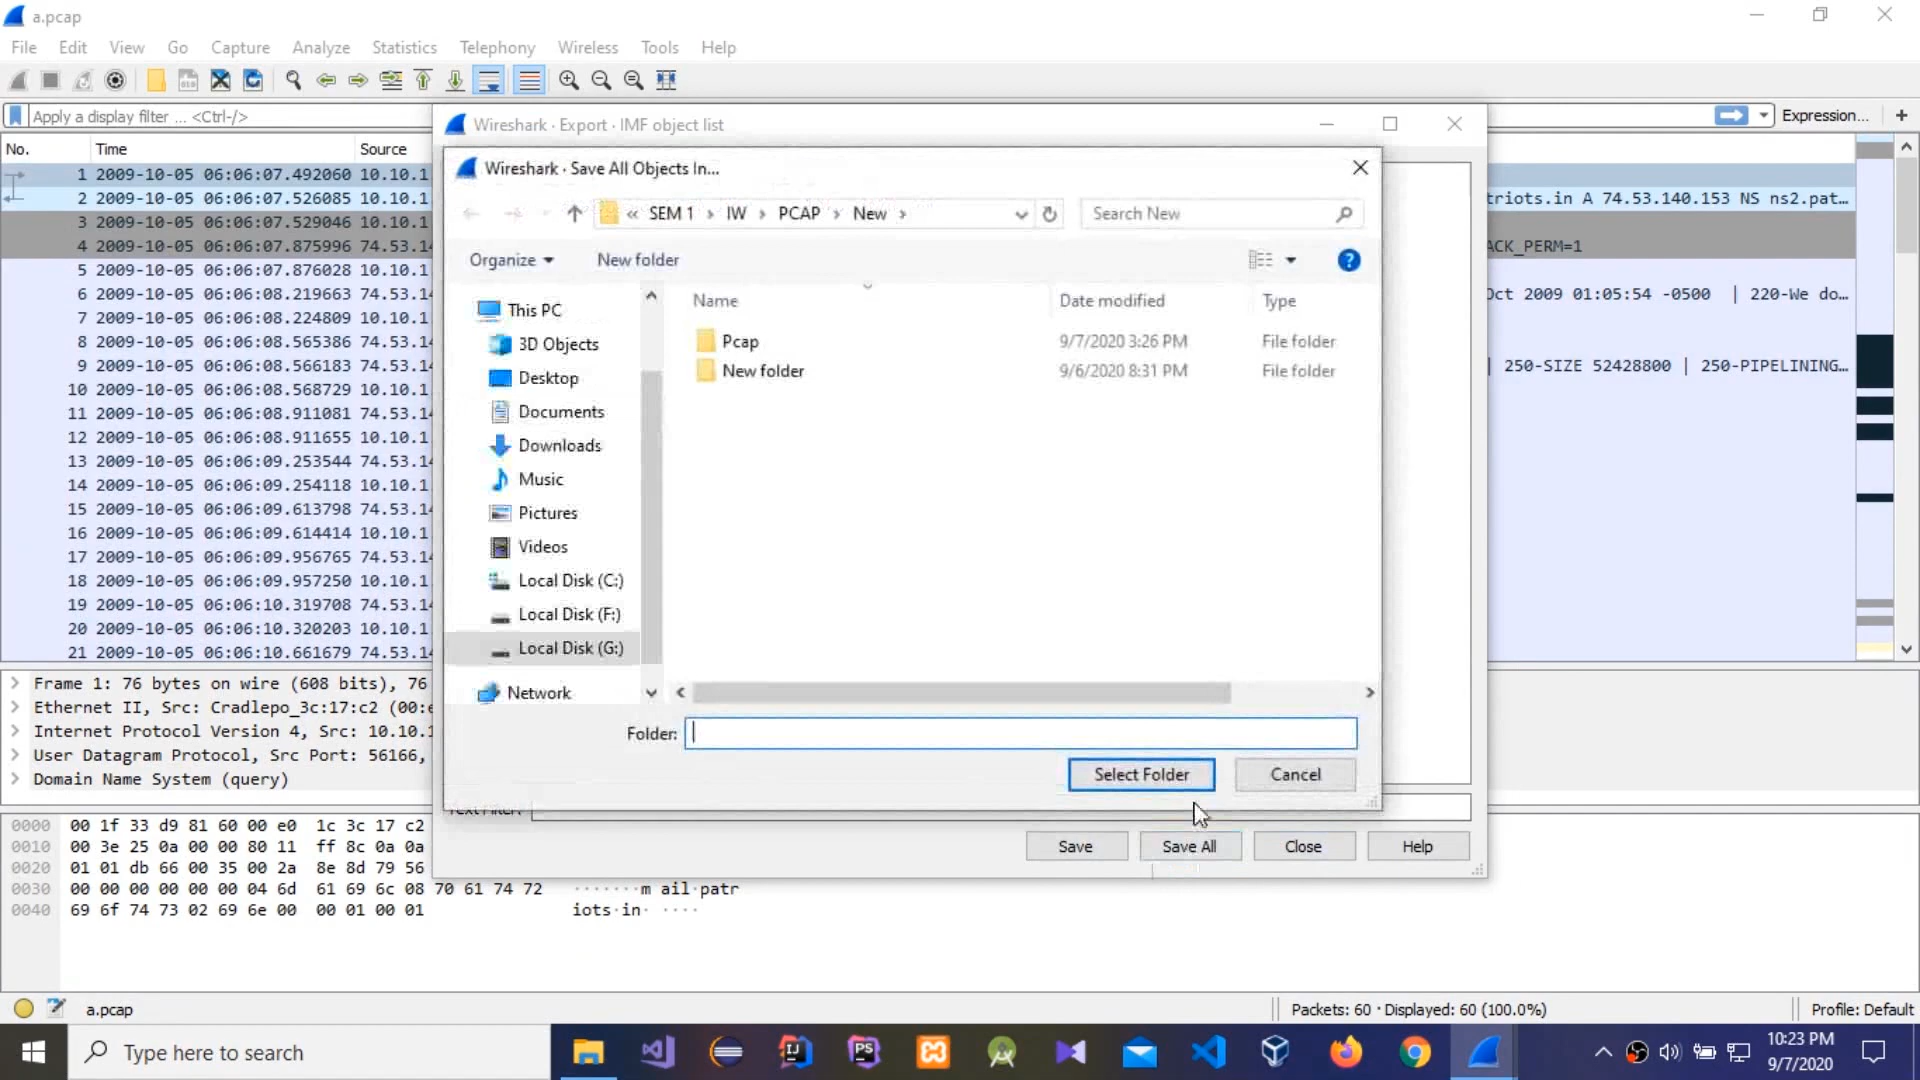 a.pcap
File Edit View Go Capture Analyze Statistics Telephony Wireless Tools Help
Apply a display filter ... <Ctrl-/>
Expression... +
Wireshark · Export · IMF object list
No. Time Source
1 2009-10-05 06:06:07.492060 10.10.1
2 2009-10-05 06:06:07.526085 10.10.1 triots.in A 74.53.140.153 NS ns2.pat...
3 2009-10-05 06:06:07.529046 10.10.1
4 2009-10-05 06:06:07.875996 74.53.14 ACK_PERM=1
5 2009-10-05 06:06:07.876028 10.10.1
6 2009-10-05 06:06:08.219663 74.53.14 Oct 2009 01:05:54 -0500 | 220-We do...
7 2009-10-05 06:06:08.224809 10.10.1
8 2009-10-05 06:06:08.565386 74.53.14
9 2009-10-05 06:06:08.566183 74.53.14 | 250-SIZE 52428800 | 250-PIPELINING...
10 2009-10-05 06:06:08.568729 10.10.1
11 2009-10-05 06:06:08.911081 74.53.14
12 2009-10-05 06:06:08.911655 10.10.1
13 2009-10-05 06:06:09.253544 74.53.14
14 2009-10-05 06:06:09.254118 10.10.1
15 2009-10-05 06:06:09.613798 74.53.14
16 2009-10-05 06:06:09.614414 10.10.1
17 2009-10-05 06:06:09.956765 74.53.14
18 2009-10-05 06:06:09.957250 10.10.1
19 2009-10-05 06:06:10.319708 74.53.14
20 2009-10-05 06:06:10.320203 10.10.1
21 2009-10-05 06:06:10.661679 74.53.14
Wireshark · Save All Objects In...
« SEM 1 › IW › PCAP › New ›
Search New
Organize
New folder
This PC
3D Objects
Desktop
Documents
Downloads
Music
Pictures
Videos
Local Disk (C:)
Local Disk (F:)
Local Disk (G:)
Network
Name Date modified Type
Pcap 9/7/2020 3:26 PM File folder
New folder 9/6/2020 8:31 PM File folder
Folder:
Select Folder Cancel
Text Filter:
Save Save All Close Help
Frame 1: 76 bytes on wire (608 bits), 76
Ethernet II, Src: Cradlepo_3c:17:c2 (00:e
Internet Protocol Version 4, Src: 10.10.1
User Datagram Protocol, Src Port: 56166,
Domain Name System (query)
0000 00 1f 33 d9 81 60 00 e0 1c 3c 17 c2
0010 00 3e 25 0a 00 00 80 11 ff 8c 0a 0a
0020 01 01 db 66 00 35 00 2a 8e 8d 79 56
0030 00 00 00 00 00 00 04 6d 61 69 6c 08 70 61 74 72 ·······m ail·patr
0040 69 6f 74 73 02 69 6e 00 00 01 00 01 iots·in· ····
a.pcap
Packets: 60 · Displayed: 60 (100.0%)
Profile: Default
Type here to search
10:23 PM
9/7/2020